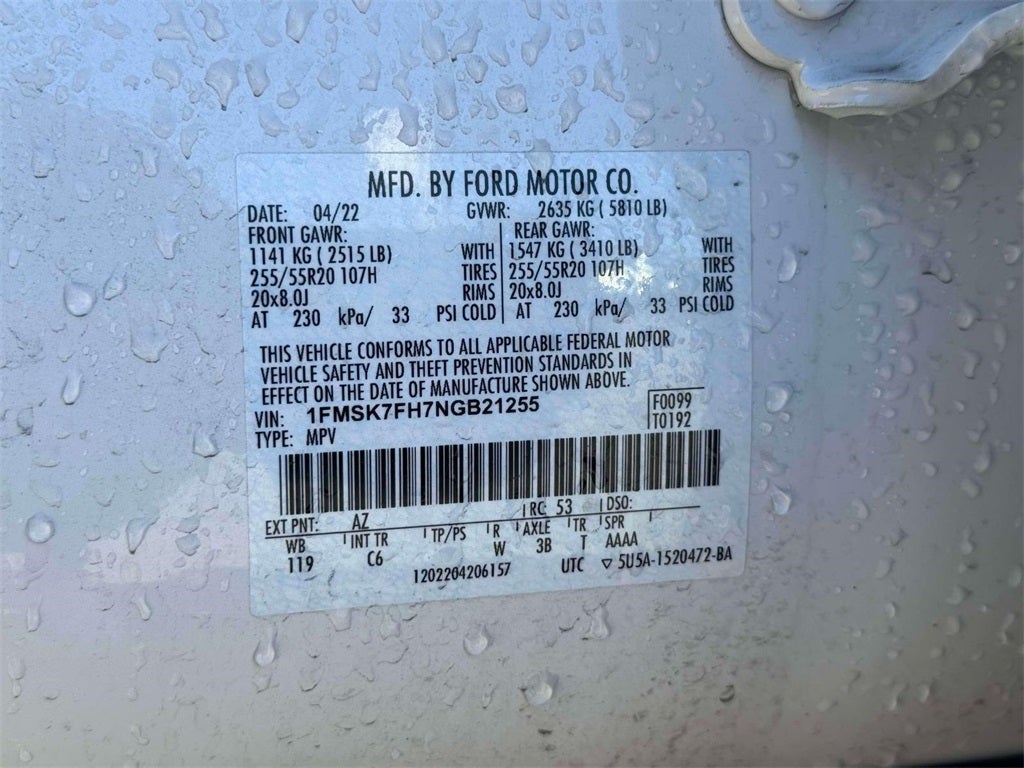 MFD. BY FORD MOTOR CO.
DATE: 04/22 GVWR: 2635 KG ( 5810 LB)
FRONT GAWR: REAR GAWR:
1141 KG ( 2515 LB) WITH 1547 KG ( 3410 LB) WITH
255/55R20 107H TIRES 255/55R20 107H TIRES
20x8.0J RIMS 20x8.0J RIMS
AT 230 kPa/ 33 PSI COLD AT 230 kPa/ 33 PSI COLD
THIS VEHICLE CONFORMS TO ALL APPLICABLE FEDERAL MOTOR
VEHICLE SAFETY AND THEFT PREVENTION STANDARDS IN
EFFECT ON THE DATE OF MANUFACTURE SHOWN ABOVE.
VIN: 1FMSK7FH7NGB21255 F0099
TYPE: MPV T0192
EXT PNT: AZ RC: 53 DSO:
WB INT TR TP/PS R AXLE TR SPR
119 C6 W 3B T AAAA
1202204206157 UTC ▽ 5U5A-1520472-BA